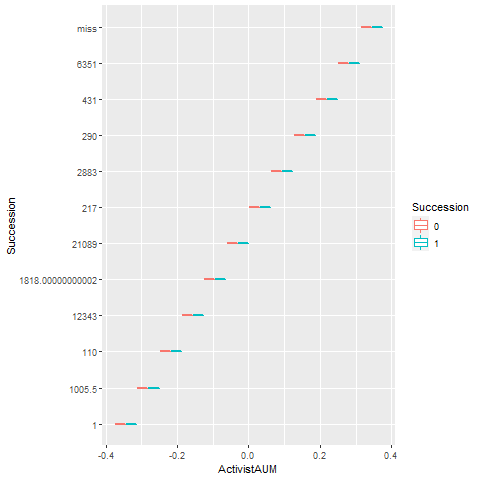 miss
6351
431
290
2883
217
21089
1818.00000000002
12343
110
1005.5
1
Succession
-0.4 -0.2 0.0 0.2 0.4
ActivistAUM
Succession
0
1